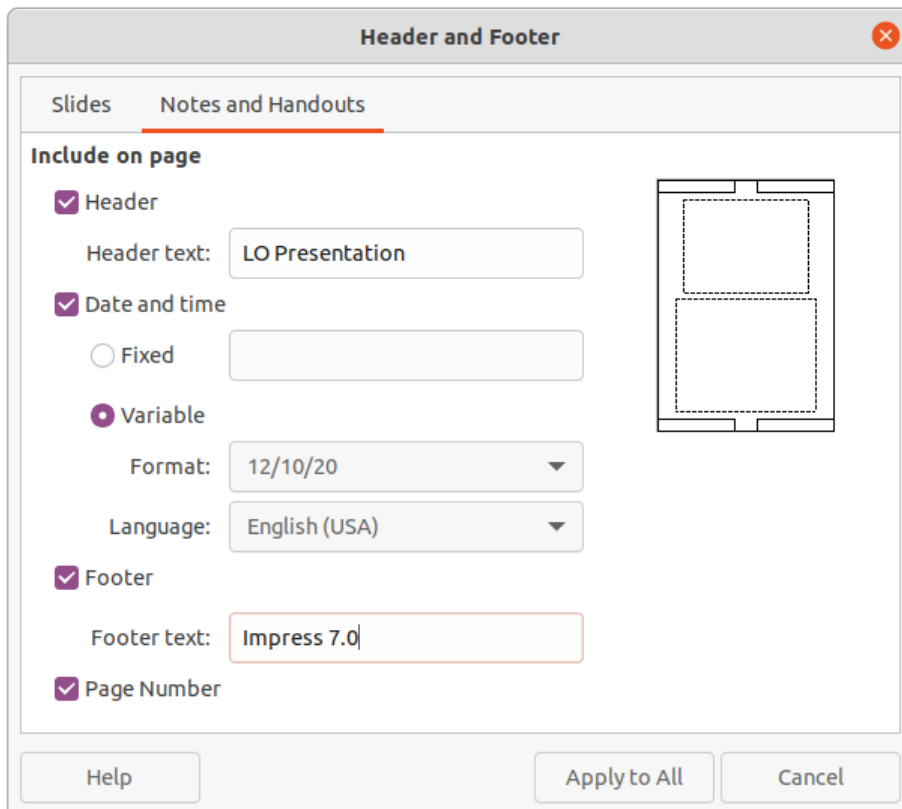 Header and Footer
Slides Notes and Handouts
Include on page
Header
Header text: LO Presentation
Date and time
Fixed
Variable
Format: 12/10/20
Language: English (USA)
Footer
Footer text: Impress 7.0
Page Number
Help Apply to All Cancel